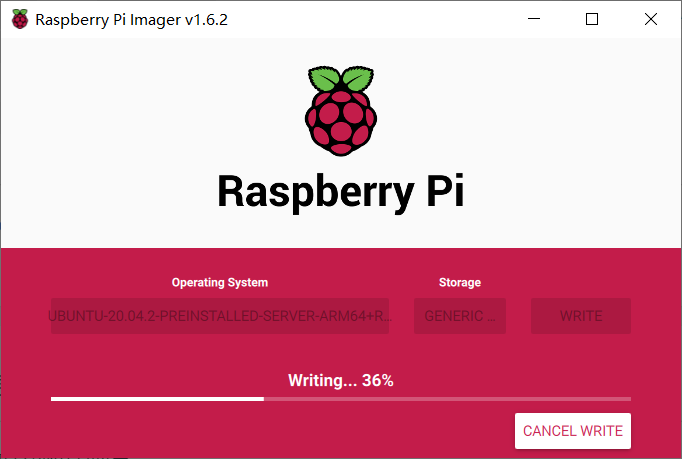 Raspberry Pi Imager v1.6.2
Raspberry Pi
Operating System
Storage
UBUNTU-20.04.2-PREINSTALLED-SERVER-ARM64+R...
GENERIC ...
WRITE
Writing... 36%
CANCEL WRITE